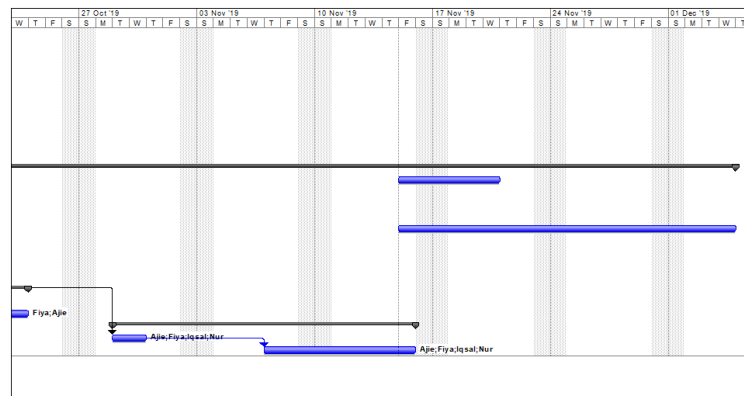 27 Oct '19 03 Nov '19 10 Nov '19 17 Nov '19 24 Nov '19 01 Dec '19
W T F S S M T W T F S S M T W T F S S M T W T F S S M T W T F S S M T W T F S S M T W T
Fiya;Ajie
Ajie;Fiya;Iqsal;Nur
Ajie;Fiya;Iqsal;Nur